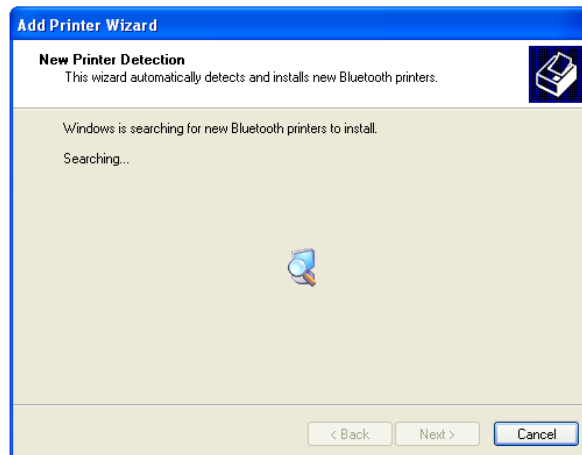 Add Printer Wizard
New Printer Detection
This wizard automatically detects and installs new Bluetooth printers.
Windows is searching for new Bluetooth printers to install.
Searching...
< Back
Next >
Cancel